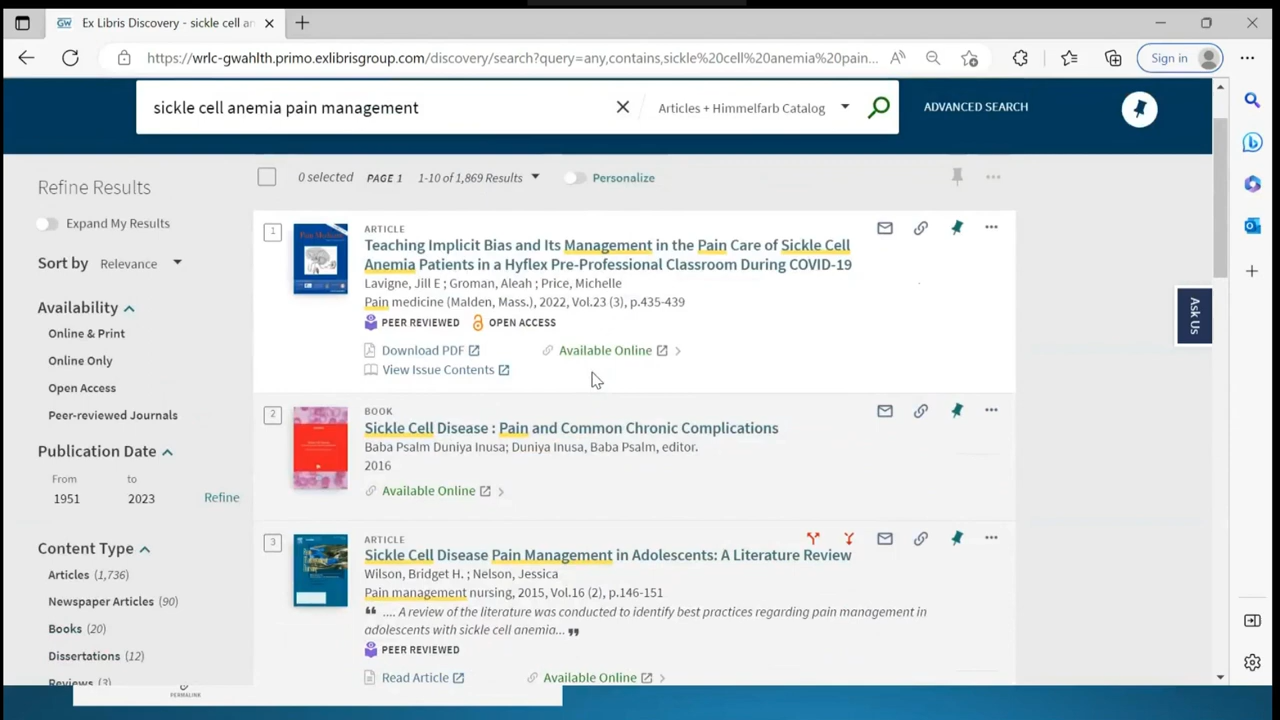 Ex Libris Discovery - sickle cell an
https://wrlc-gwahlth.primo.exlibrisgroup.com/discovery/search?query=any,contains,sickle%20cell%20anemia%20pain...
Sign in
sickle cell anemia pain management
Articles + Himmelfarb Catalog
ADVANCED SEARCH
Refine Results
Expand My Results
Sort by Relevance
Availability
Online & Print
Online Only
Open Access
Peer-reviewed Journals
Publication Date
From to
1951 2023 Refine
Content Type
Articles (1,736)
Newspaper Articles (90)
Books (20)
Dissertations (12)
Reviews (3)
0 selected PAGE 1 1-10 of 1,869 Results Personalize
1
ARTICLE
Teaching Implicit Bias and Its Management in the Pain Care of Sickle Cell
Anemia Patients in a Hyflex Pre-Professional Classroom During COVID-19
Lavigne, Jill E ; Groman, Aleah ; Price, Michelle
Pain medicine (Malden, Mass.), 2022, Vol.23 (3), p.435-439
PEER REVIEWED OPEN ACCESS
Download PDF Available Online
View Issue Contents
2
BOOK
Sickle Cell Disease : Pain and Common Chronic Complications
Baba Psalm Duniya Inusa; Duniya Inusa, Baba Psalm, editor.
2016
Available Online
3
ARTICLE
Sickle Cell Disease Pain Management in Adolescents: A Literature Review
Wilson, Bridget H. ; Nelson, Jessica
Pain management nursing, 2015, Vol.16 (2), p.146-151
.... A review of the literature was conducted to identify best practices regarding pain management in
adolescents with sickle cell anemia...
PEER REVIEWED
Read Article Available Online
Ask Us
PERMALINK